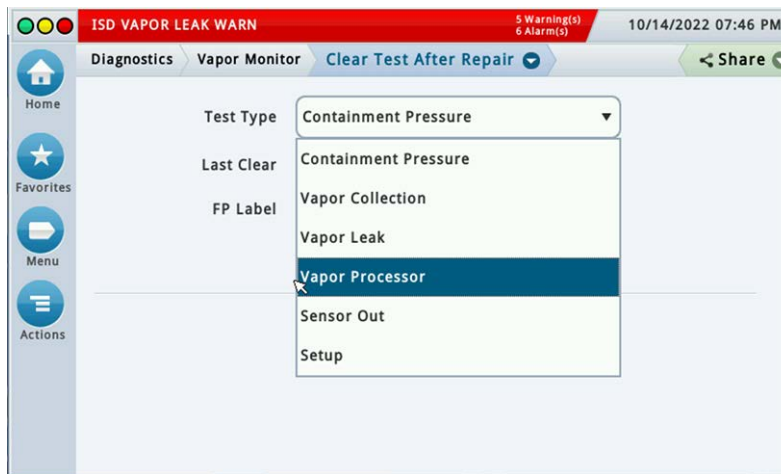 ISD VAPOR LEAK WARN
5 Warning(s)
6 Alarm(s)
10/14/2022 07:46 PM
Diagnostics
Vapor Monitor
Clear Test After Repair
Share
Home
Favorites
Menu
Actions
Test Type
Containment Pressure
Last Clear
FP Label
Containment Pressure
Vapor Collection
Vapor Leak
Vapor Processor
Sensor Out
Setup